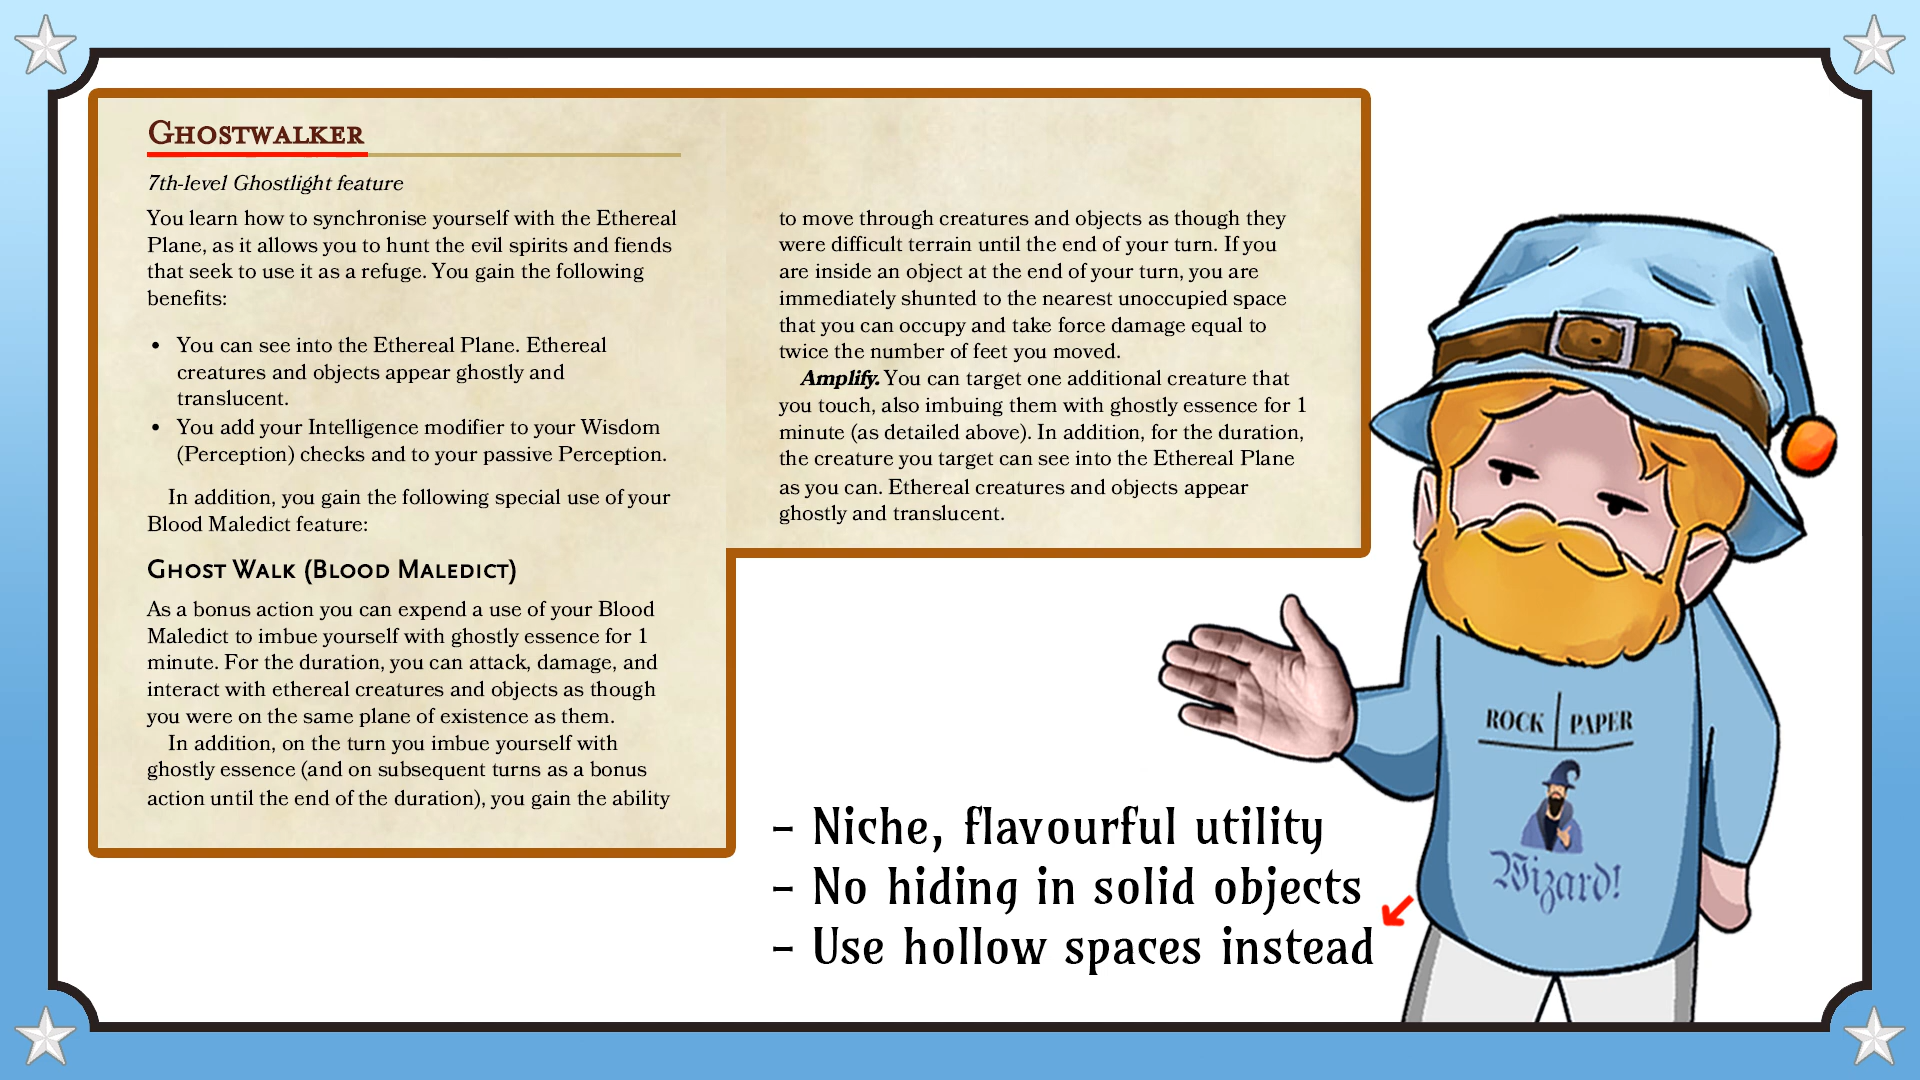 GHOSTWALKER
7th-level Ghostlight feature
You learn how to synchronise yourself with the Ethereal
Plane, as it allows you to hunt the evil spirits and fiends
that seek to use it as a refuge. You gain the following
benefits:
• You can see into the Ethereal Plane. Ethereal
creatures and objects appear ghostly and
translucent.
• You add your Intelligence modifier to your Wisdom
(Perception) checks and to your passive Perception.
In addition, you gain the following special use of your
Blood Maledict feature:
GHOST WALK (BLOOD MALEDICT)
As a bonus action you can expend a use of your Blood
Maledict to imbue yourself with ghostly essence for 1
minute. For the duration, you can attack, damage, and
interact with ethereal creatures and objects as though
you were on the same plane of existence as them.
In addition, on the turn you imbue yourself with
ghostly essence (and on subsequent turns as a bonus
action until the end of the duration), you gain the ability
to move through creatures and objects as though they
were difficult terrain until the end of your turn. If you
are inside an object at the end of your turn, you are
immediately shunted to the nearest unoccupied space
that you can occupy and take force damage equal to
twice the number of feet you moved.
Amplify. You can target one additional creature that
you touch, also imbuing them with ghostly essence for 1
minute (as detailed above). In addition, for the duration,
the creature you target can see into the Ethereal Plane
as you can. Ethereal creatures and objects appear
ghostly and translucent.
ROCK PAPER
Wizard!
- Niche, flavourful utility
- No hiding in solid objects
- Use hollow spaces instead